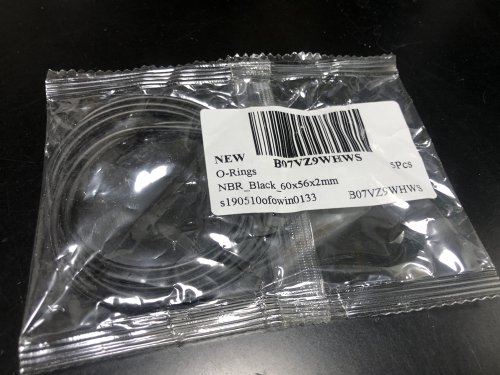 NEW B07VZ9WHWS
O-Rings 5Pcs
NBR_Black_60x56x2mm
s190510ofowin0133 B07VZ9WHWS